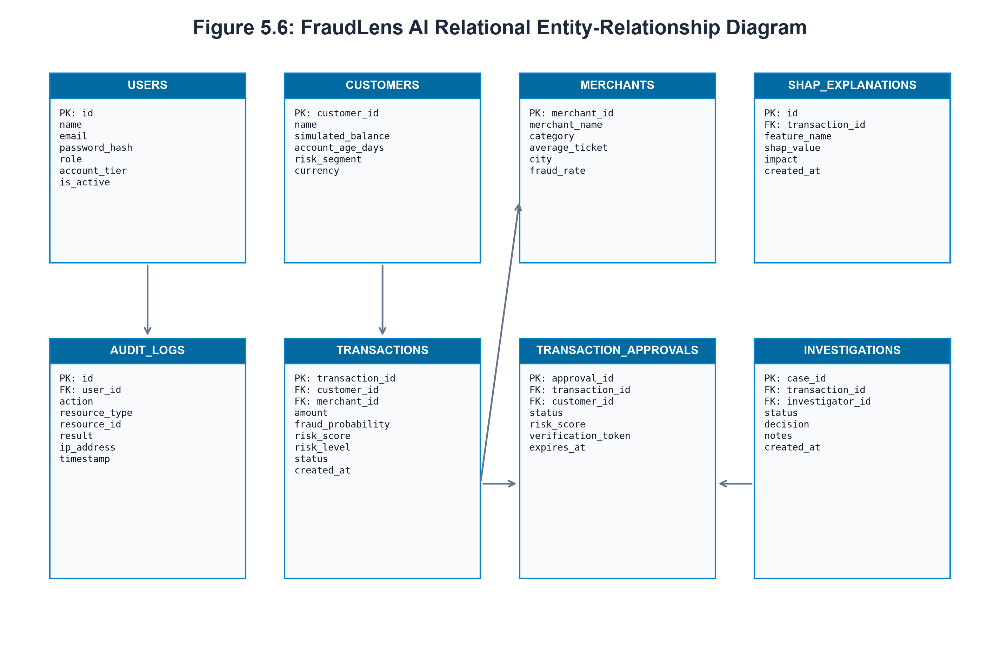 Figure 5.6: FraudLens AI Relational Entity-Relationship Diagram
USERS
PK: id
name
email
password_hash
role
account_tier
is_active
CUSTOMERS
PK: customer_id
name
simulated_balance
account_age_days
risk_segment
currency
MERCHANTS
PK: merchant_id
merchant_name
category
average_ticket
city
fraud_rate
SHAP_EXPLANATIONS
PK: id
FK: transaction_id
feature_name
shap_value
impact
created_at
AUDIT_LOGS
PK: id
FK: user_id
action
resource_type
resource_id
result
ip_address
timestamp
TRANSACTIONS
PK: transaction_id
FK: customer_id
FK: merchant_id
amount
fraud_probability
risk_score
risk_level
status
created_at
TRANSACTION_APPROVALS
PK: approval_id
FK: transaction_id
FK: customer_id
status
risk_score
verification_token
expires_at
INVESTIGATIONS
PK: case_id
FK: transaction_id
FK: investigator_id
status
decision
notes
created_at